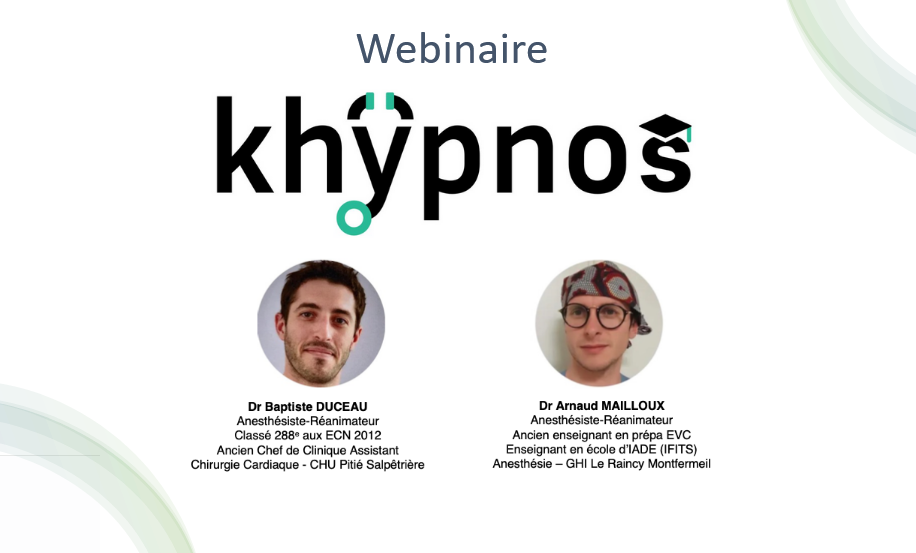 Webinaire
khÿpnos
Dr Baptiste DUCEAU
Anesthésiste-Réanimateur
Classé 288ᵉ aux ECN 2012
Ancien Chef de Clinique Assistant
Chirurgie Cardiaque - CHU Pitié Salpêtrière
Dr Arnaud MAILLOUX
Anesthésiste-Réanimateur
Ancien enseignant en prépa EVC
Enseignant en école d'IADE (IFITS)
Anesthésie – GHI Le Raincy Montfermeil